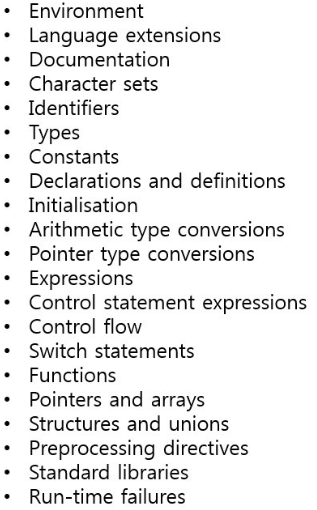 • Environment
• Language extensions
• Documentation
• Character sets
• Identifiers
• Types
• Constants
• Declarations and definitions
• Initialisation
• Arithmetic type conversions
• Pointer type conversions
• Expressions
• Control statement expressions
• Control flow
• Switch statements
• Functions
• Pointers and arrays
• Structures and unions
• Preprocessing directives
• Standard libraries
• Run-time failures